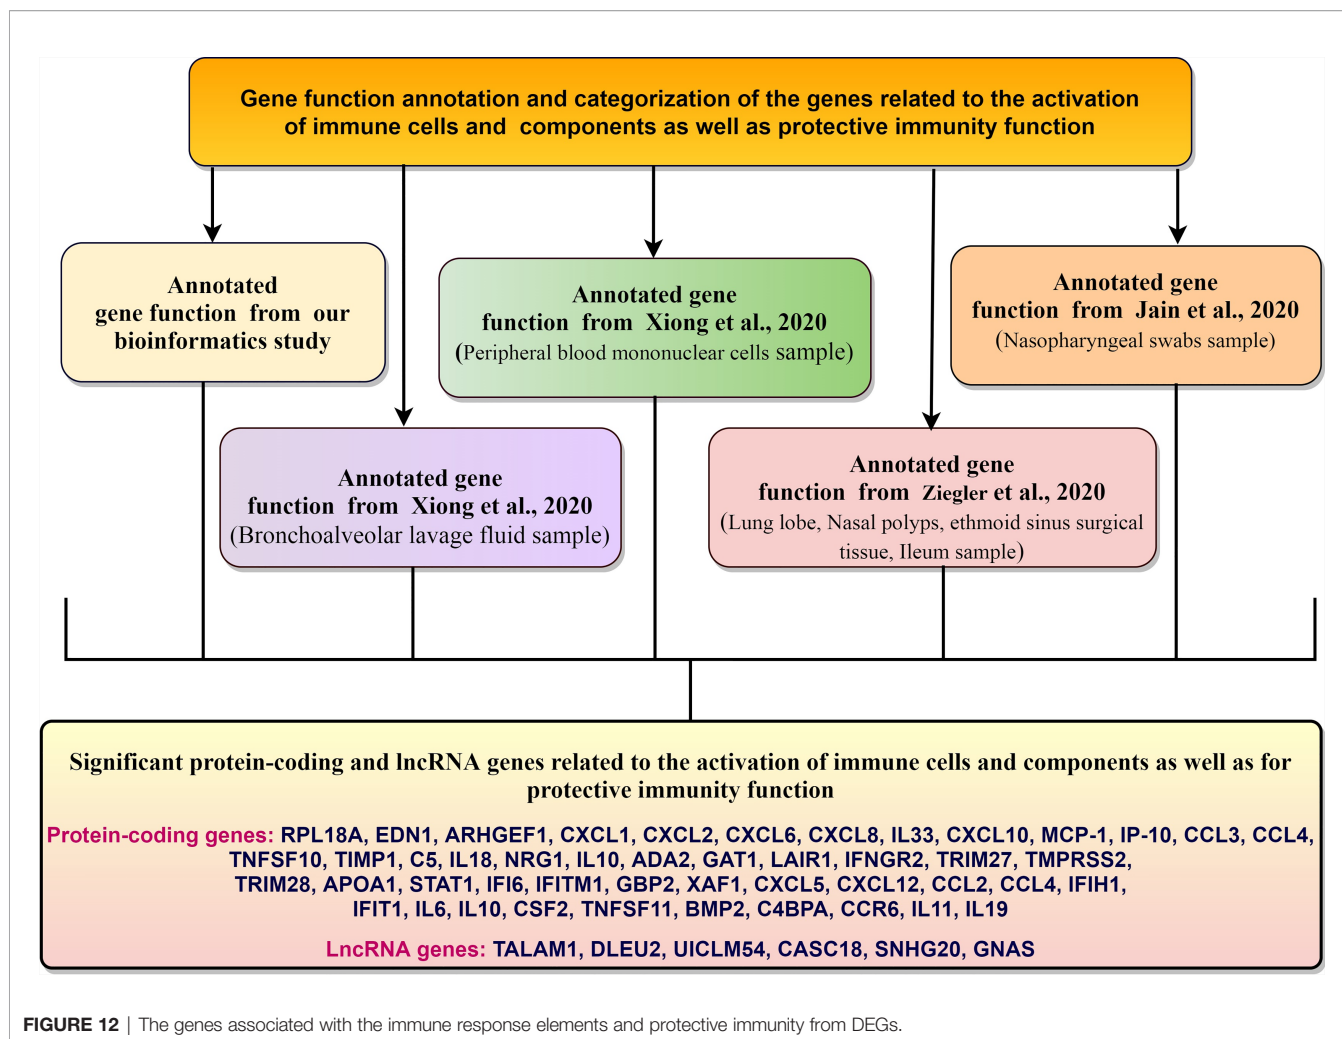 Gene function annotation and categorization of the genes related to the activation
of immune cells and components as well as protective immunity function
Annotated
gene function from our
bioinformatics study
Annotated gene
function from Xiong et al., 2020
(Peripheral blood mononuclear cells sample)
Annotated gene
function from Jain et al., 2020
(Nasopharyngeal swabs sample)
Annotated gene
function from Xiong et al., 2020
(Bronchoalveolar lavage fluid sample)
Annotated gene
function from Ziegler et al., 2020
(Lung lobe, Nasal polyps, ethmoid sinus surgical
tissue, Ileum sample)
Significant protein-coding and lncRNA genes related to the activation of immune cells and components as well as for
protective immunity function
Protein-coding genes: RPL18A, EDN1, ARHGEF1, CXCL1, CXCL2, CXCL6, CXCL8, IL33, CXCL10, MCP-1, IP-10, CCL3, CCL4,
TNFSF10, TIMP1, C5, IL18, NRG1, IL10, ADA2, GAT1, LAIR1, IFNGR2, TRIM27, TMPRSS2,
TRIM28, APOA1, STAT1, IFI6, IFITM1, GBP2, XAF1, CXCL5, CXCL12, CCL2, CCL4, IFIH1,
IFIT1, IL6, IL10, CSF2, TNFSF11, BMP2, C4BPA, CCR6, IL11, IL19
LncRNA genes: TALAM1, DLEU2, UICLM54, CASC18, SNHG20, GNAS
FIGURE 12 | The genes associated with the immune response elements and protective immunity from DEGs.